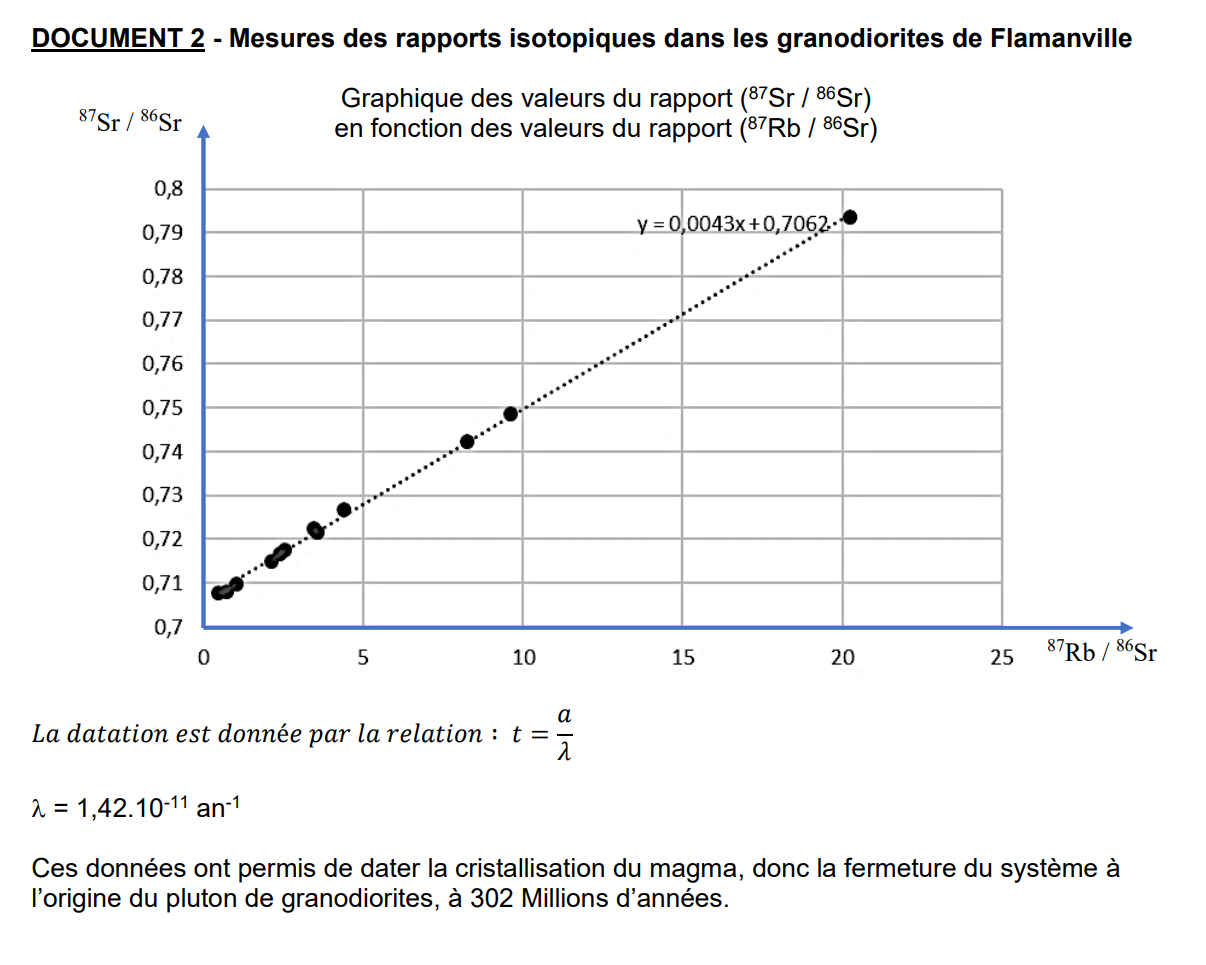 DOCUMENT 2 - Mesures des rapports isotopiques dans les granodiorites de Flamanville
Graphique des valeurs du rapport (⁸⁷Sr / ⁸⁶Sr)
en fonction des valeurs du rapport (⁸⁷Rb / ⁸⁶Sr)
⁸⁷Sr / ⁸⁶Sr
0,8
y = 0,0043x + 0,7062
0,79
0,78
0,77
0,76
0,75
0,74
0,73
0,72
0,71
0,7
0 5 10 15 20 25
⁸⁷Rb / ⁸⁶Sr
La datation est donnée par la relation : t = a/λ
λ = 1,42.10⁻¹¹ an⁻¹
Ces données ont permis de dater la cristallisation du magma, donc la fermeture du système à
l’origine du pluton de granodiorites, à 302 Millions d’années.